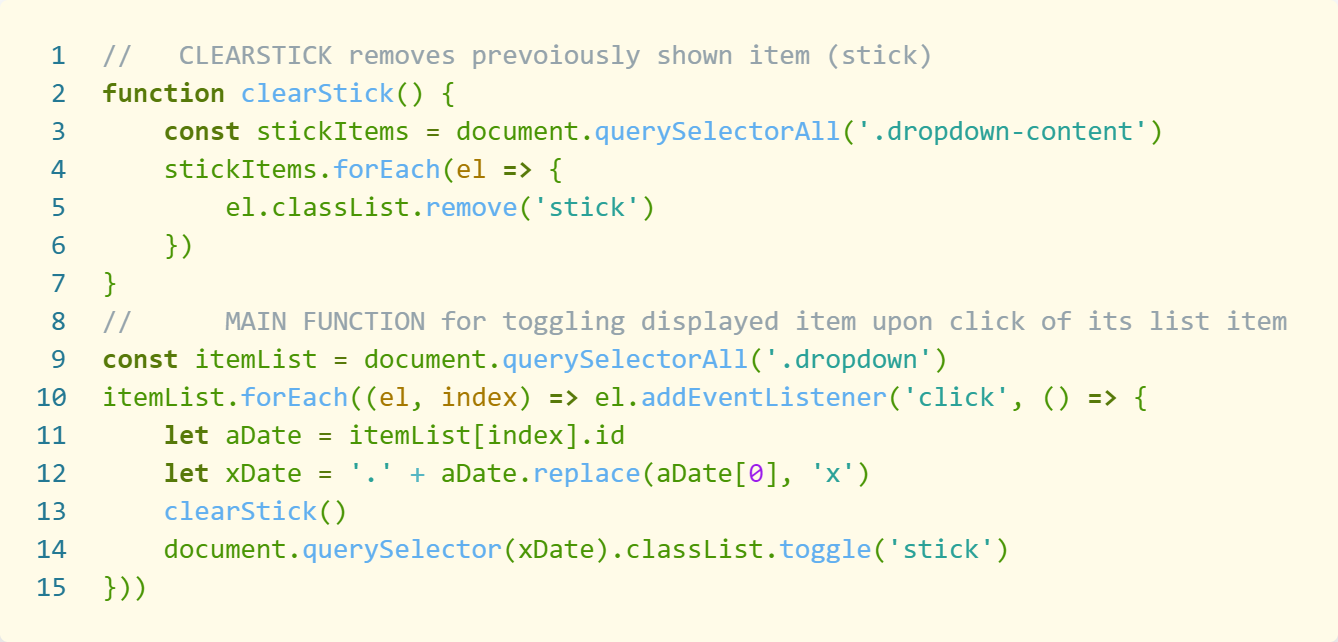 1 //   CLEARSTICK removes prevoiously shown item (stick)
2 function clearStick() {
3     const stickItems = document.querySelectorAll('.dropdown-content')
4     stickItems.forEach(el => {
5         el.classList.remove('stick')
6     })
7 }
8 //      MAIN FUNCTION for toggling displayed item upon click of its list item
9 const itemList = document.querySelectorAll('.dropdown')
10 itemList.forEach((el, index) => el.addEventListener('click', () => {
11     let aDate = itemList[index].id
12     let xDate = '.' + aDate.replace(aDate[0], 'x')
13     clearStick()
14     document.querySelector(xDate).classList.toggle('stick')
15 }))